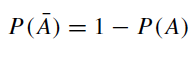 P(Ā) = 1 − P(A)